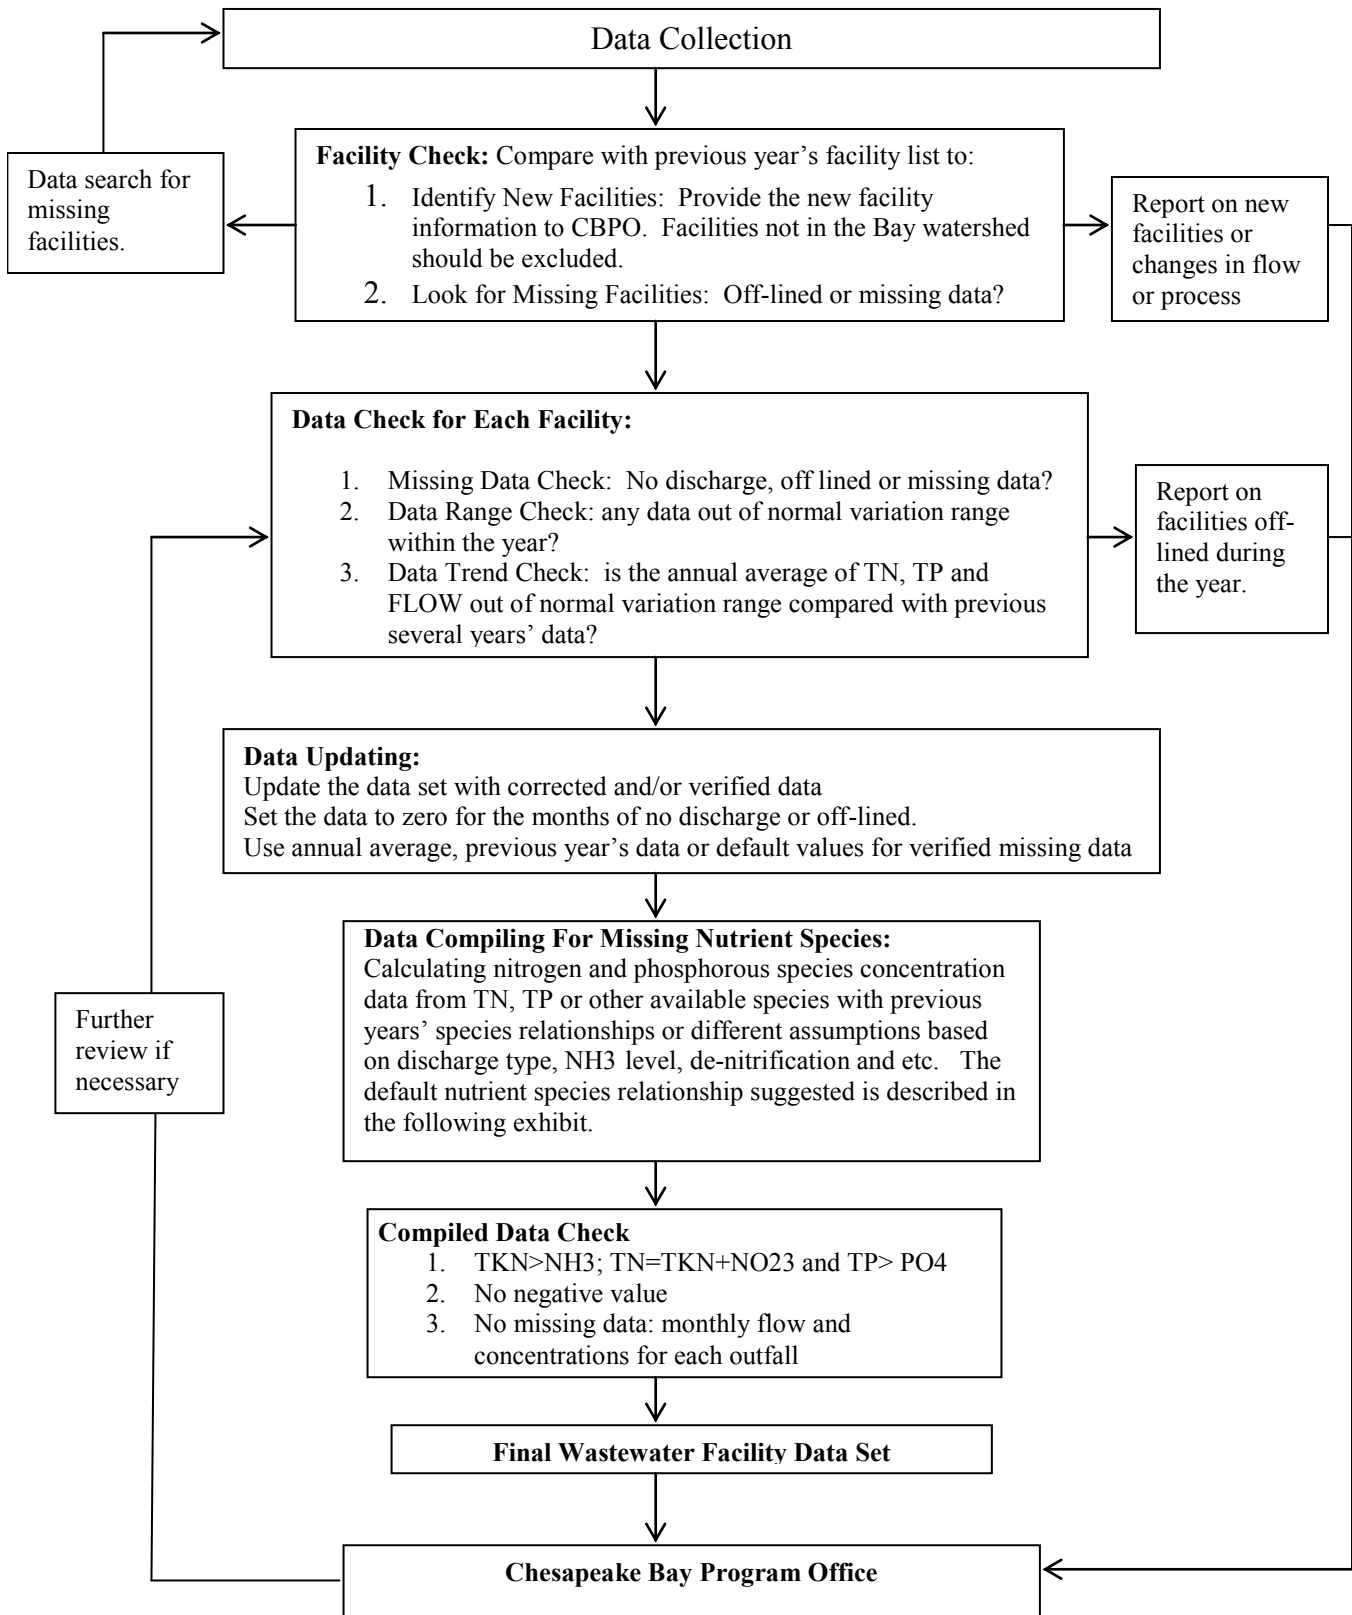 Data Collection
Data search for
missing
facilities.
Facility Check: Compare with previous year’s facility list to:
1. Identify New Facilities: Provide the new facility
information to CBPO. Facilities not in the Bay watershed
should be excluded.
2. Look for Missing Facilities: Off-lined or missing data?
Report on new
facilities or
changes in flow
or process
Data Check for Each Facility:
1. Missing Data Check: No discharge, off lined or missing data?
2. Data Range Check: any data out of normal variation range
within the year?
3. Data Trend Check: is the annual average of TN, TP and
FLOW out of normal variation range compared with previous
several years’ data?
Report on
facilities off-
lined during
the year.
Data Updating:
Update the data set with corrected and/or verified data
Set the data to zero for the months of no discharge or off-lined.
Use annual average, previous year’s data or default values for verified missing data
Data Compiling For Missing Nutrient Species:
Calculating nitrogen and phosphorous species concentration
data from TN, TP or other available species with previous
years’ species relationships or different assumptions based
on discharge type, NH3 level, de-nitrification and etc. The
default nutrient species relationship suggested is described in
the following exhibit.
Further
review if
necessary
Compiled Data Check
1. TKN>NH3; TN=TKN+NO23 and TP> PO4
2. No negative value
3. No missing data: monthly flow and
concentrations for each outfall
Final Wastewater Facility Data Set
Chesapeake Bay Program Office